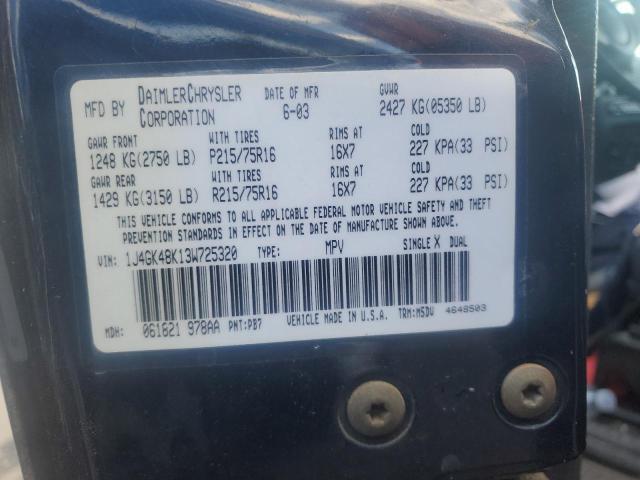 MFD BY DAIMLERCHRYSLER CORPORATION DATE OF MFR 6-03 GVWR 2427 KG(05350 LB)
GAWR FRONT WITH TIRES RIMS AT COLD
1248 KG(2750 LB) P215/75R16 16X7 227 KPA(33 PSI)
GAWR REAR WITH TIRES RIMS AT COLD
1429 KG(3150 LB) R215/75R16 16X7 227 KPA(33 PSI)
THIS VEHICLE CONFORMS TO ALL APPLICABLE FEDERAL MOTOR VEHICLE SAFETY AND THEFT
PREVENTION STANDARDS IN EFFECT ON THE DATE OF MANUFACTURE SHOWN ABOVE.
VIN: 1J4GK48K13W725320 TYPE: MPV SINGLE X DUAL
MDH: 061821 978AA PNT:PB7 VEHICLE MADE IN U.S.A. TRM:M5DV 4648503